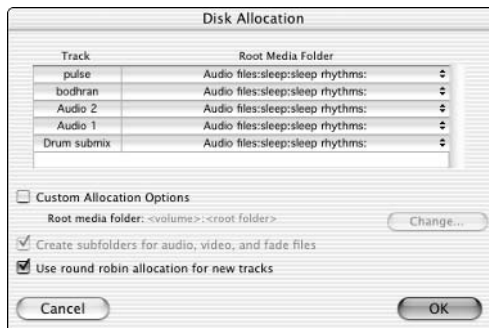 Disk Allocation
Track Root Media Folder
pulse Audio files:sleep:sleep rhythms:
bodhran Audio files:sleep:sleep rhythms:
Audio 2 Audio files:sleep:sleep rhythms:
Audio 1 Audio files:sleep:sleep rhythms:
Drum submix Audio files:sleep:sleep rhythms:
Custom Allocation Options
Root media folder: <volume>:<root folder>
Change...
Create subfolders for audio, video, and fade files
Use round robin allocation for new tracks
Cancel OK